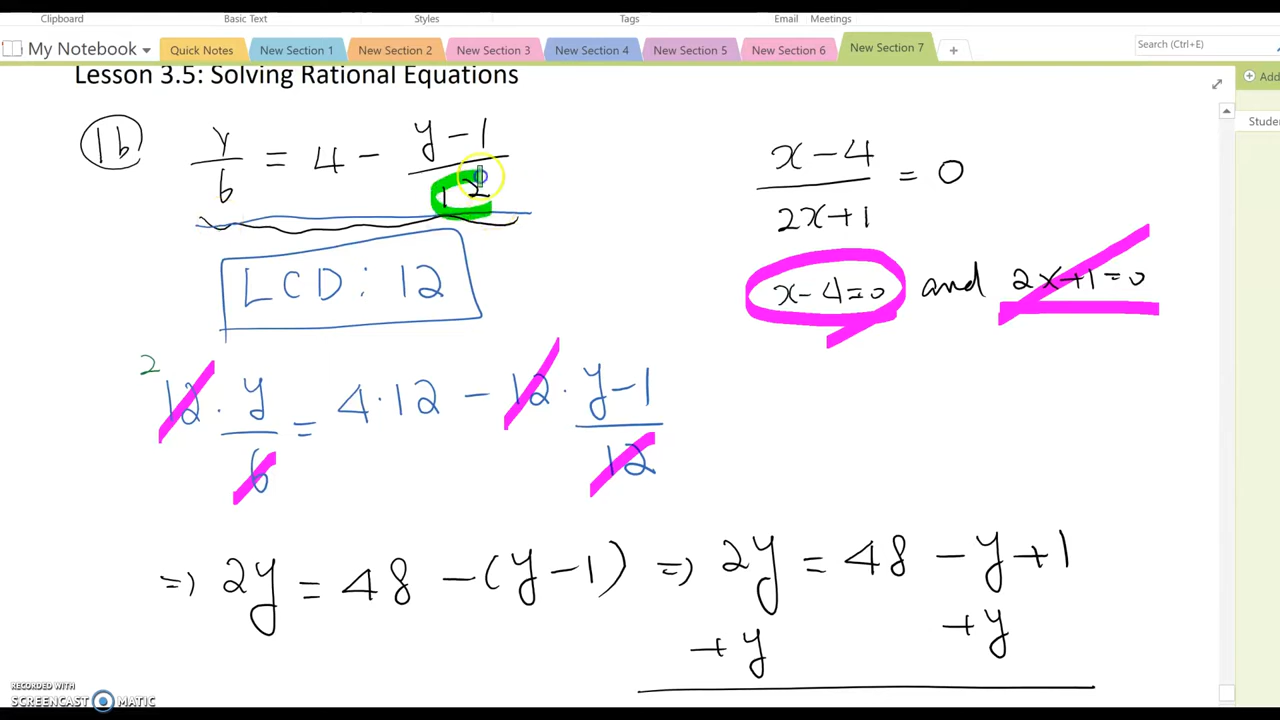 Clipboard Basic Text Styles Tags Email Meetings
My Notebook Quick Notes New Section 1 New Section 2 New Section 3 New Section 4 New Section 5 New Section 6 New Section 7 + Search (Ctrl+E)
Lesson 3.5: Solving Rational Equations
Add
Studen
1b y/6 = 4 - (y-1)/12
(x-4)/(2x+1) = 0
LCD: 12
x-4=0 and 2x+1=0
2
12 · y/6 = 4·12 - 12 · (y-1)/12
=> 2y = 48 -(y-1) => 2y = 48 -y+1
+y +y
RECORDED WITH
SCREENCAST MATIC